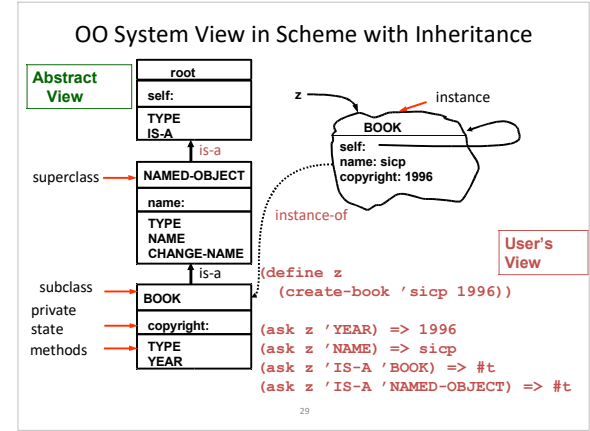 OO System View in Scheme with Inheritance
Abstract
View
root
self:
TYPE
IS-A
is-a
superclass
NAMED-OBJECT
name:
TYPE
NAME
CHANGE-NAME
is-a
subclass
BOOK
private
state
copyright:
methods
TYPE
YEAR
z
instance
BOOK
self:
name: sicp
copyright: 1996
instance-of
User's
View
(define z
(create-book 'sicp 1996))
(ask z 'YEAR) => 1996
(ask z 'NAME) => sicp
(ask z 'IS-A 'BOOK) => #t
(ask z 'IS-A 'NAMED-OBJECT) => #t
29